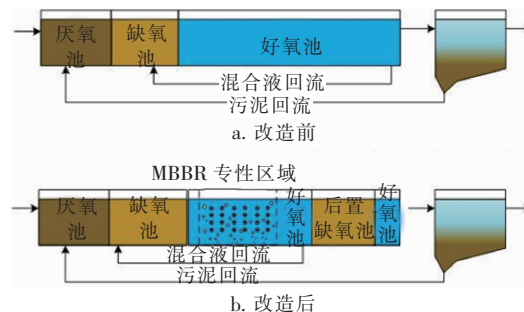 厌氧池
缺氧池
好氧池
混合液回流
污泥回流
a. 改造前
MBBR 专性区域
厌氧池
缺氧池
好氧池
后置缺氧池
好氧池
混合液回流
污泥回流
b. 改造后